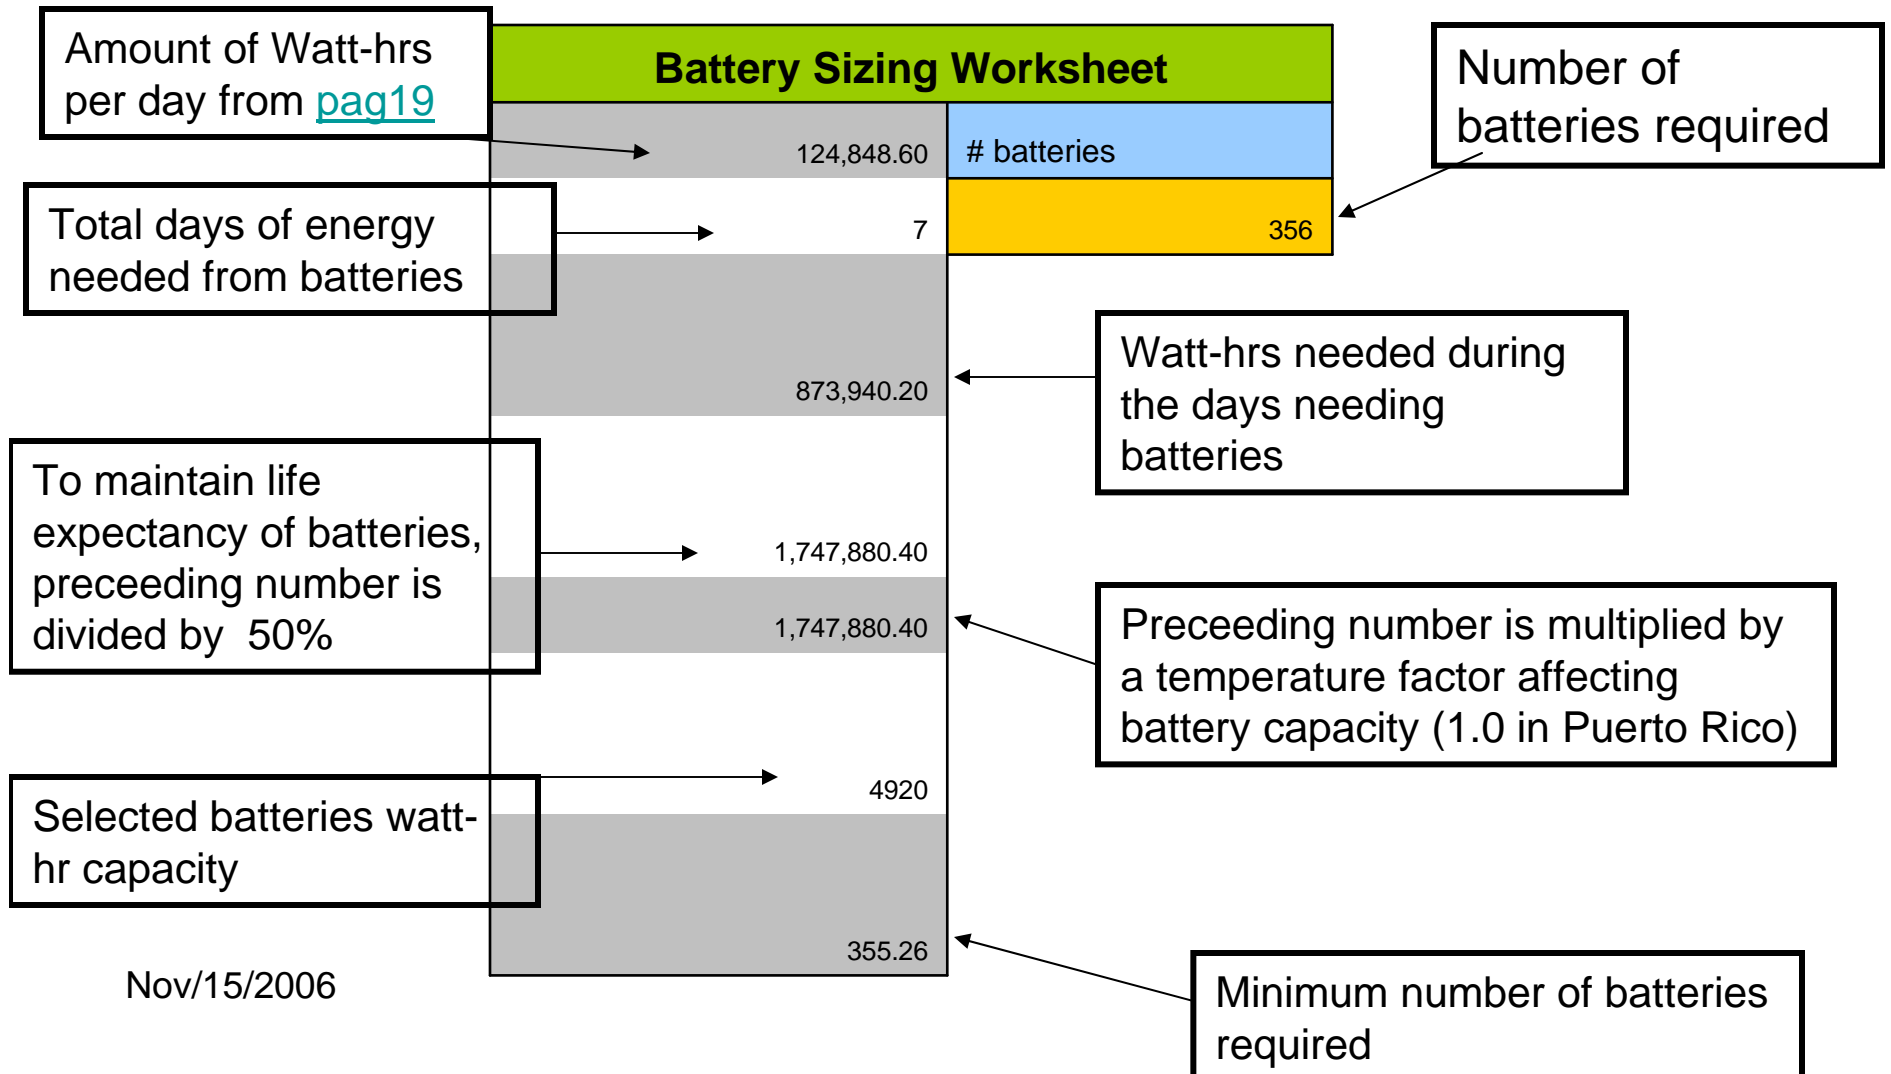 Amount of Watt-hrs
per day from pag19
Battery Sizing Worksheet
Number of
batteries required
124,848.60
# batteries
Total days of energy
needed from batteries
7
356
873,940.20
Watt-hrs needed during
the days needing
batteries
To maintain life
expectancy of batteries,
preceeding number is
divided by 50%
1,747,880.40
1,747,880.40
Preceeding number is multiplied by
a temperature factor affecting
battery capacity (1.0 in Puerto Rico)
4920
Selected batteries watt-
hr capacity
355.26
Minimum number of batteries
required
Nov/15/2006